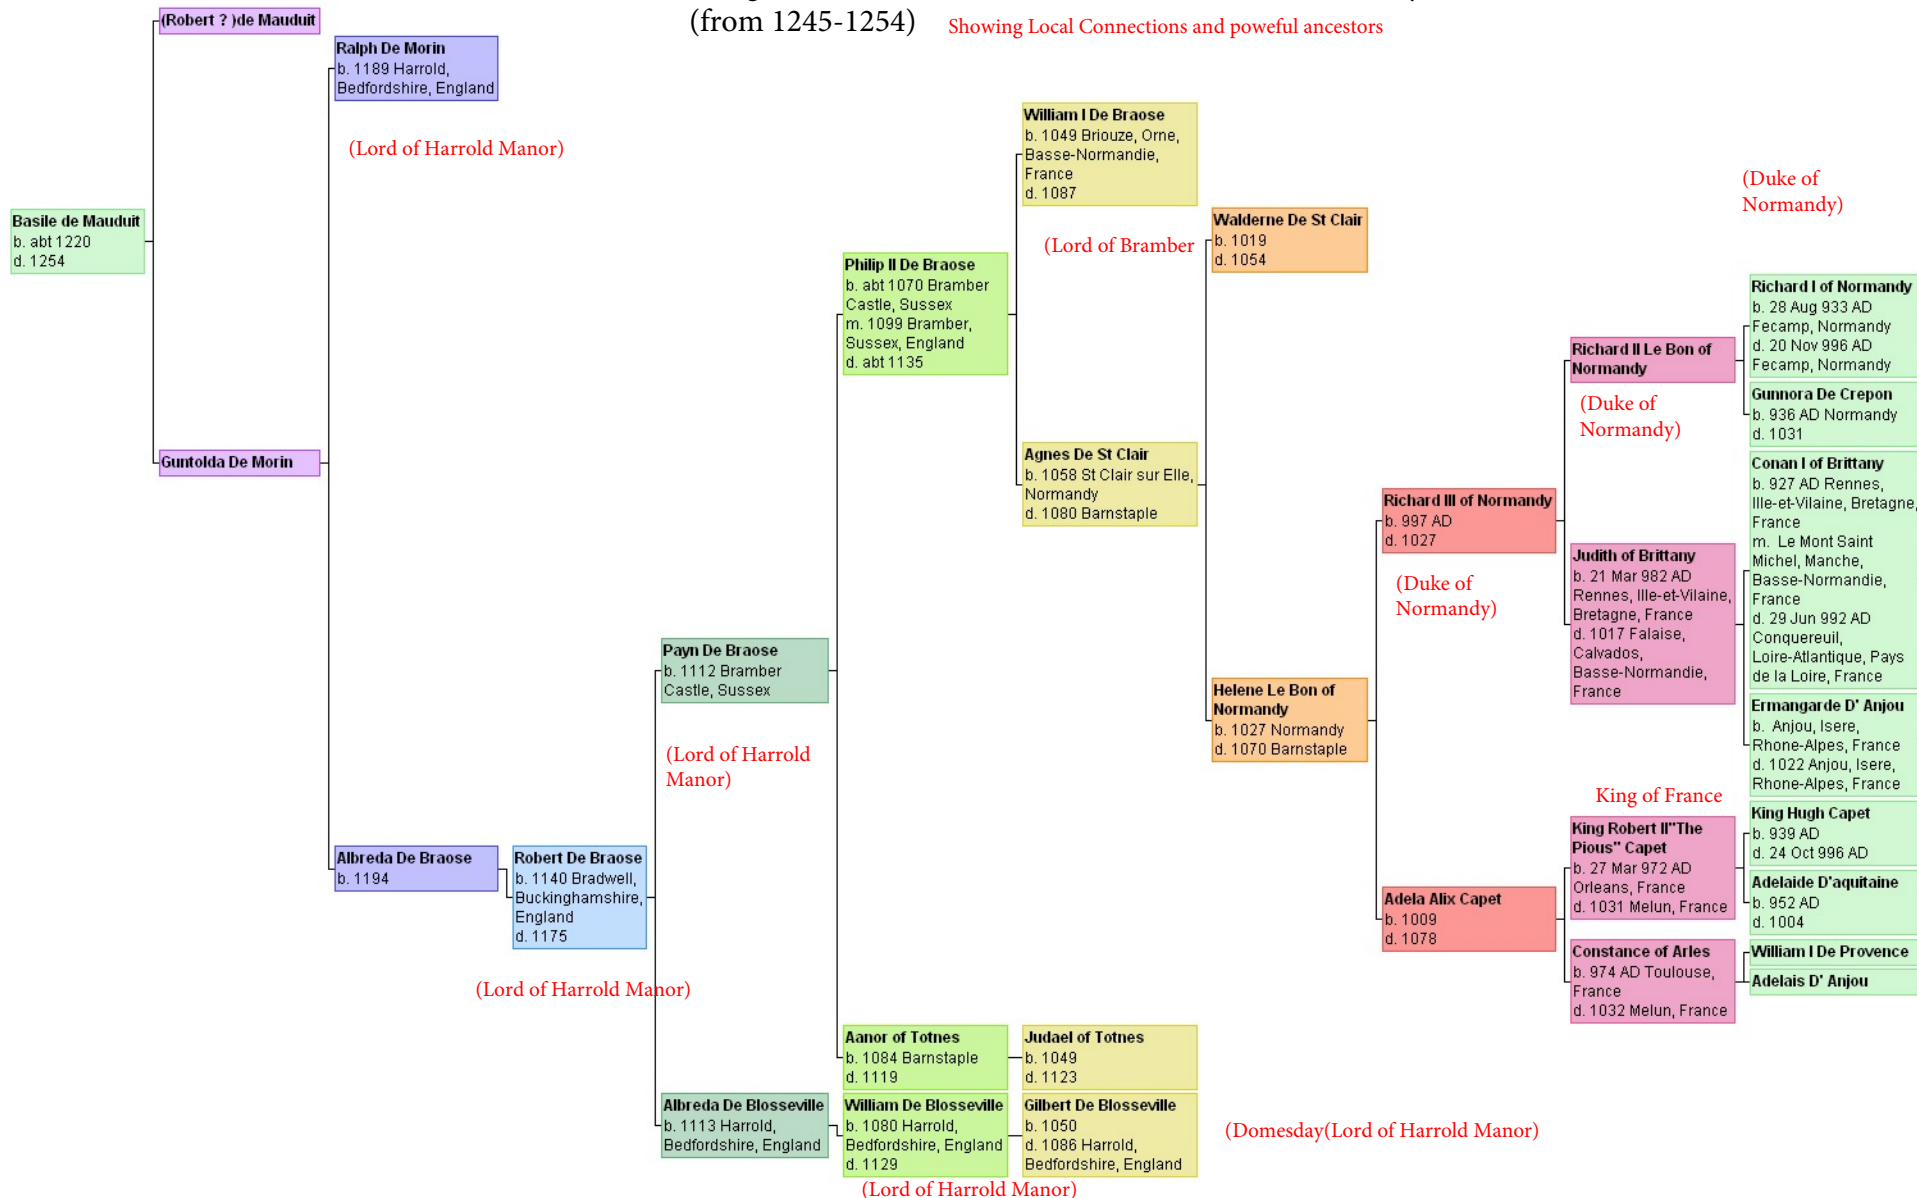 (from 1245-1254)
Showing Local Connections and poweful ancestors
(Robert ? )de Mauduit
Ralph De Morin
b. 1189 Harrold,
Bedfordshire, England
(Lord of Harrold Manor)
Basile de Mauduit
b. abt 1220
d. 1254
Guntolda De Morin
Albreda De Braose
b. 1194
Robert De Braose
b. 1140 Bradwell,
Buckinghamshire,
England
d. 1175
(Lord of Harrold Manor)
Payn De Braose
b. 1112 Bramber
Castle, Sussex
(Lord of Harrold
Manor)
Albreda De Blosseville
b. 1113 Harrold,
Bedfordshire, England
Philip II De Braose
b. abt 1070 Bramber
Castle, Sussex
m. 1099 Bramber,
Sussex, England
d. abt 1135
Aanor of Totnes
b. 1084 Barnstaple
d. 1119
William De Blosseville
b. 1080 Harrold,
Bedfordshire, England
d. 1129
(Lord of Harrold Manor)
William I De Braose
b. 1049 Briouze, Orne,
Basse-Normandie,
France
d. 1087
(Lord of Bramber
Agnes De St Clair
b. 1058 St Clair sur Elle,
Normandy
d. 1080 Barnstaple
Judael of Totnes
b. 1049
d. 1123
Gilbert De Blosseville
b. 1050
d. 1086 Harrold,
Bedfordshire, England
(Domesday(Lord of Harrold Manor)
Walderne De St Clair
b. 1019
d. 1054
Helene Le Bon of
Normandy
b. 1027 Normandy
d. 1070 Barnstaple
Richard III of Normandy
b. 997 AD
d. 1027
(Duke of
Normandy)
Adela Alix Capet
b. 1009
d. 1078
Richard II Le Bon of
Normandy
(Duke of
Normandy)
Judith of Brittany
b. 21 Mar 982 AD
Rennes, Ille-et-Vilaine,
Bretagne, France
d. 1017 Falaise,
Calvados,
Basse-Normandie,
France
King of France
King Robert II"The
Pious" Capet
b. 27 Mar 972 AD
Orleans, France
d. 1031 Melun, France
Constance of Arles
b. 974 AD Toulouse,
France
d. 1032 Melun, France
(Duke of
Normandy)
Richard I of Normandy
b. 28 Aug 933 AD
Fecamp, Normandy
d. 20 Nov 996 AD
Fecamp, Normandy
Gunnora De Crepon
b. 936 AD Normandy
d. 1031
Conan I of Brittany
b. 927 AD Rennes,
Ille-et-Vilaine, Bretagne,
France
m. Le Mont Saint
Michel, Manche,
Basse-Normandie,
France
d. 29 Jun 992 AD
Conquereuil,
Loire-Atlantique, Pays
de la Loire, France
Ermangarde D' Anjou
b. Anjou, Isere,
Rhone-Alpes, France
d. 1022 Anjou, Isere,
Rhone-Alpes, France
King Hugh Capet
b. 939 AD
d. 24 Oct 996 AD
Adelaide D'aquitaine
b. 952 AD
d. 1004
William I De Provence
Adelais D' Anjou